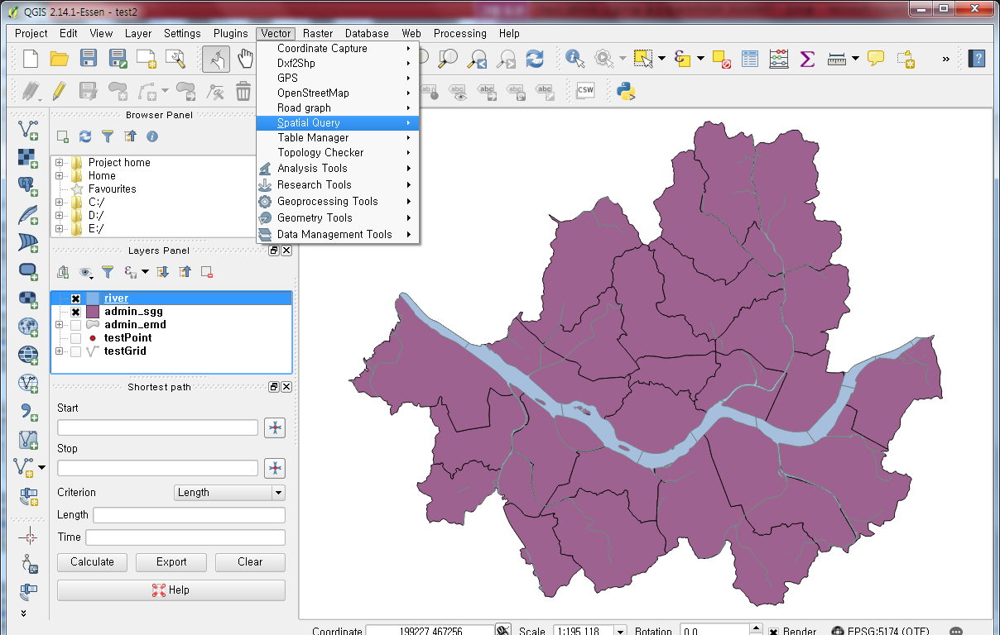 QGIS 2.14.1-Essen - test2
Project Edit View Layer Settings Plugins Vector Raster Database Web Processing Help
Coordinate Capture
Dxf2Shp
GPS
OpenStreetMap
Road graph
Spatial Query
Table Manager
Topology Checker
Analysis Tools
Research Tools
Geoprocessing Tools
Geometry Tools
Data Management Tools
abc abc abc abc CSW
Browser Panel
Project home
Home
Favourites
C:/
D:/
E:/
Layers Panel
river
admin_sgg
admin_emd
testPoint
testGrid
Shortest path
Start
Stop
Criterion Length
Length
Time
Calculate Export Clear
Help
Coordinate 199227,467256 Scale 1:195,118 Rotation 0,0 Render EPSG:5174 (OTF)